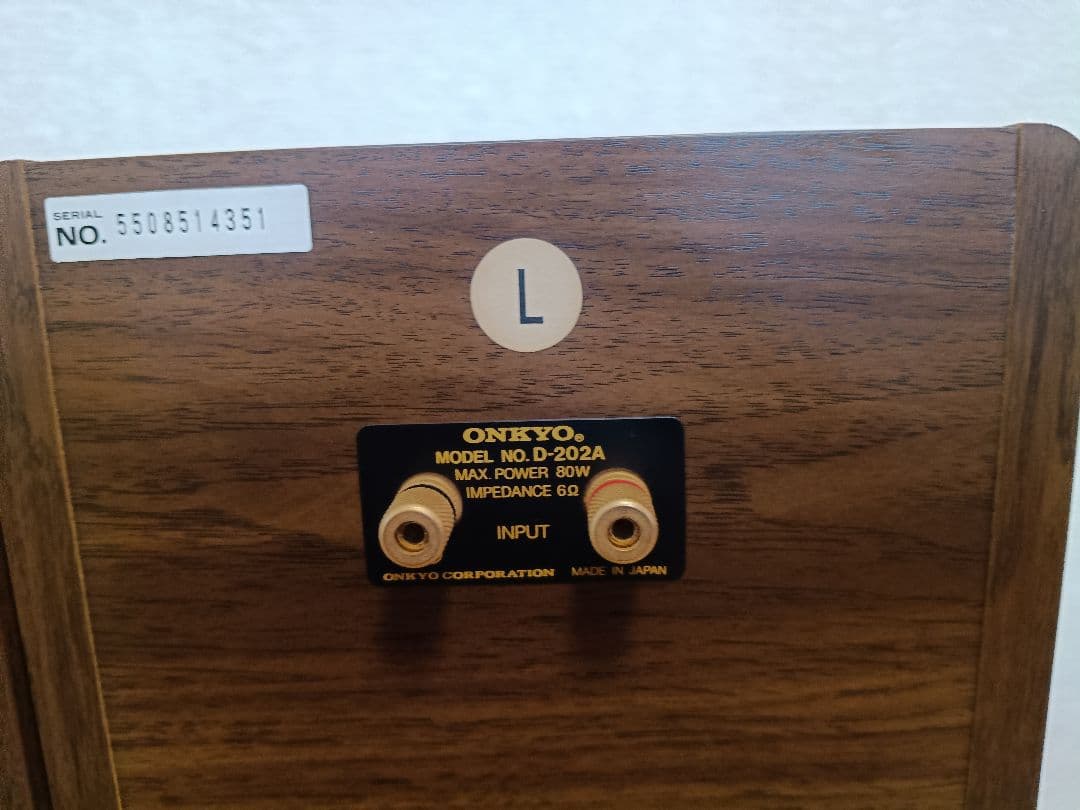 SERIAL
NO. 5508514351
L
ONKYO®
MODEL NO. D-202A
MAX. POWER 80W
IMPEDANCE 6Ω
INPUT
ONKYO CORPORATION MADE IN JAPAN